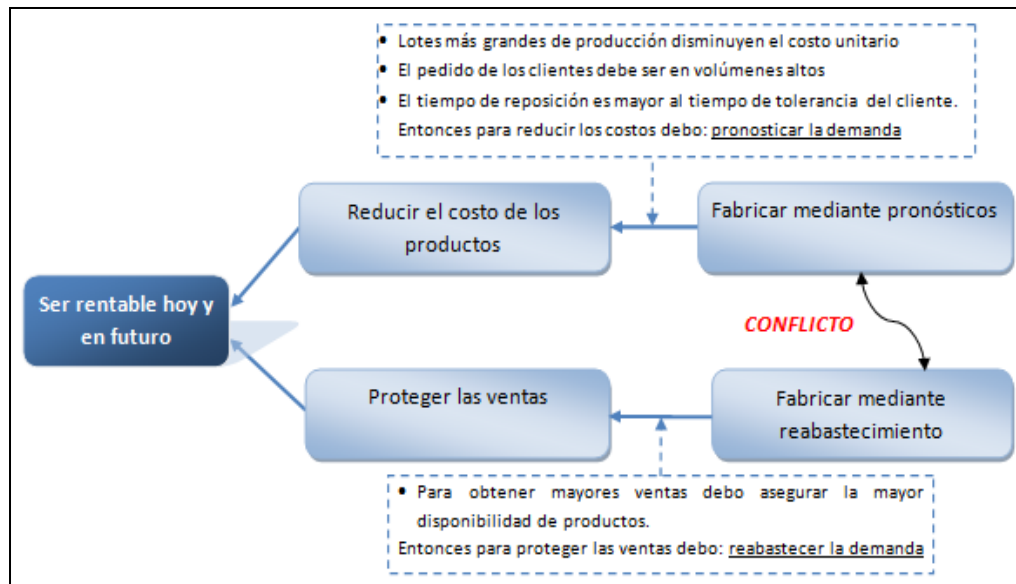 • Lotes más grandes de producción disminuyen el costo unitario
• El pedido de los clientes debe ser en volúmenes altos
• El tiempo de reposición es mayor al tiempo de tolerancia del cliente.
Entonces para reducir los costos debo: pronosticar la demanda
Reducir el costo de los
productos
Fabricar mediante pronósticos
Ser rentable hoy y
en futuro
CONFLICTO
Proteger las ventas
Fabricar mediante
reabastecimiento
• Para obtener mayores ventas debo asegurar la mayor
disponibilidad de productos.
Entonces para proteger las ventas debo: reabastecer la demanda